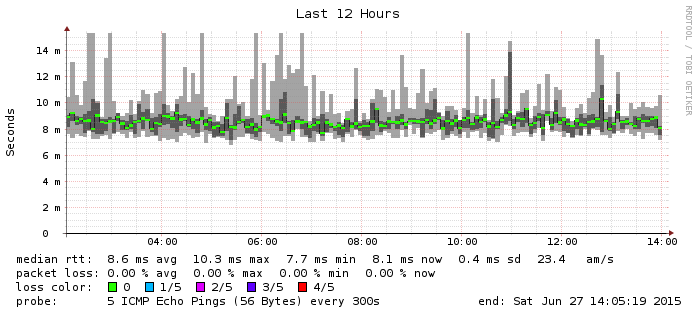 Last 12 Hours
RRDTOOL / TOBI OETIKER
Seconds
14 m
12 m
10 m
8 m
6 m
4 m
2 m
0
04:00 06:00 08:00 10:00 12:00 14:00
median rtt: 8.6 ms avg 10.3 ms max 7.7 ms min 8.1 ms now 0.4 ms sd 23.4 am/s
packet loss: 0.00 % avg 0.00 % max 0.00 % min 0.00 % now
loss color: 0 1/5 2/5 3/5 4/5
probe: 5 ICMP Echo Pings (56 Bytes) every 300s end: Sat Jun 27 14:05:19 2015